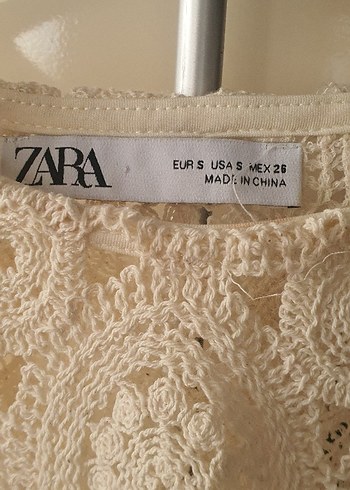 ZARA
EUR S USA S MEX 26
MADE IN CHINA